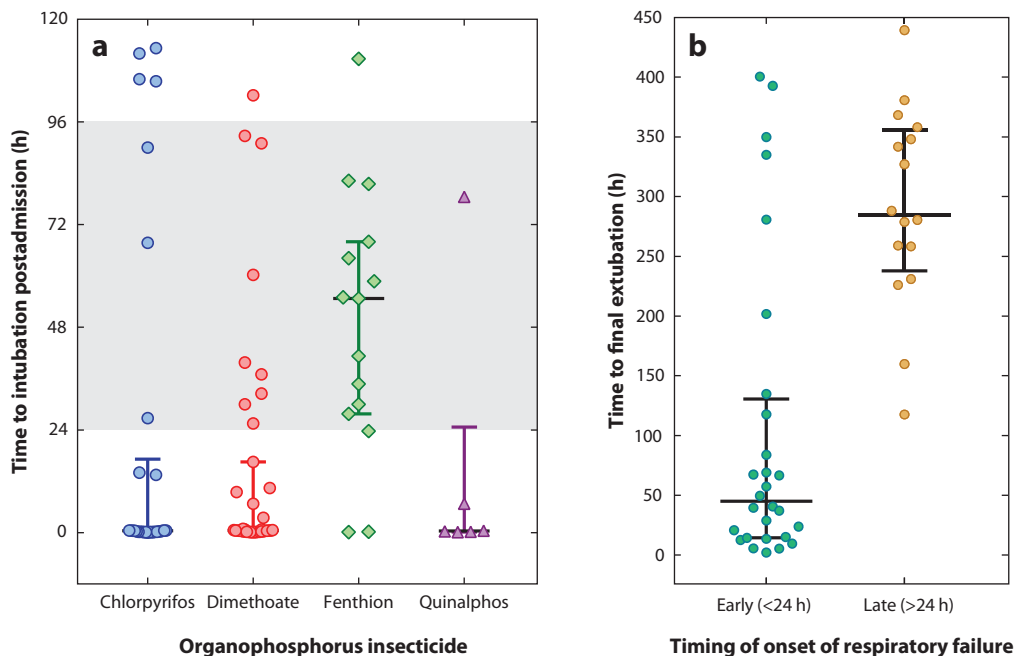 a
Time to intubation postadmission (h)
120
96
72
48
24
0
Chlorpyrifos Dimethoate Fenthion Quinalphos
Organophosphorus insecticide
b
Time to final extubation (h)
450
400
350
300
250
200
150
100
50
0
Early (<24 h) Late (>24 h)
Timing of onset of respiratory failure